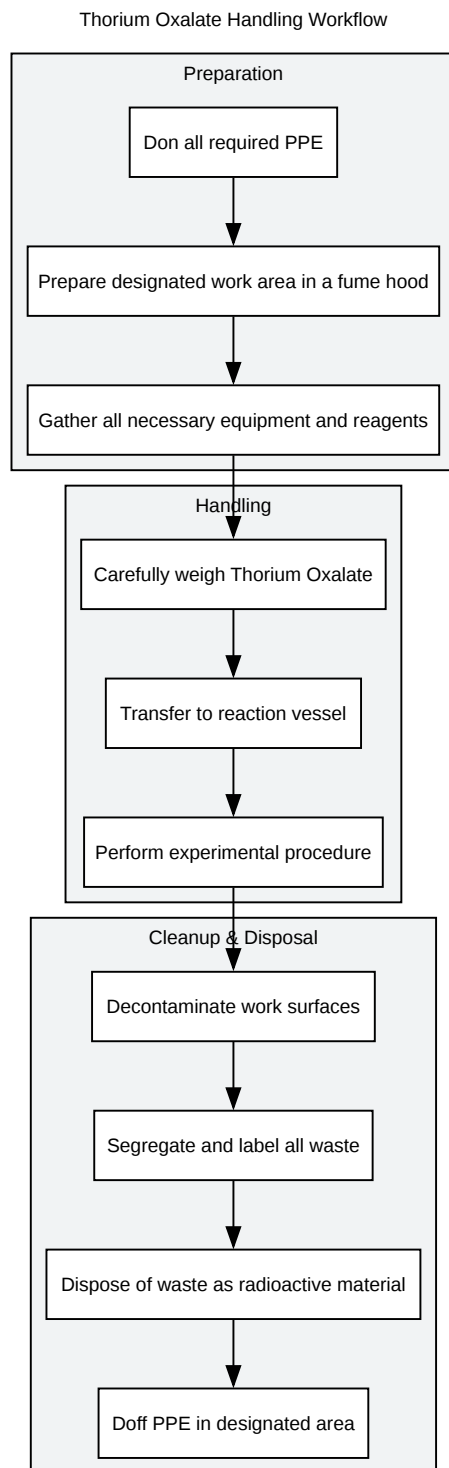 Thorium Oxalate Handling Workflow
Preparation
Don all required PPE
Prepare designated work area in a fume hood
Gather all necessary equipment and reagents
Handling
Carefully weigh Thorium Oxalate
Transfer to reaction vessel
Perform experimental procedure
Cleanup & Disposal
Decontaminate work surfaces
Segregate and label all waste
Dispose of waste as radioactive material
Doff PPE in designated area